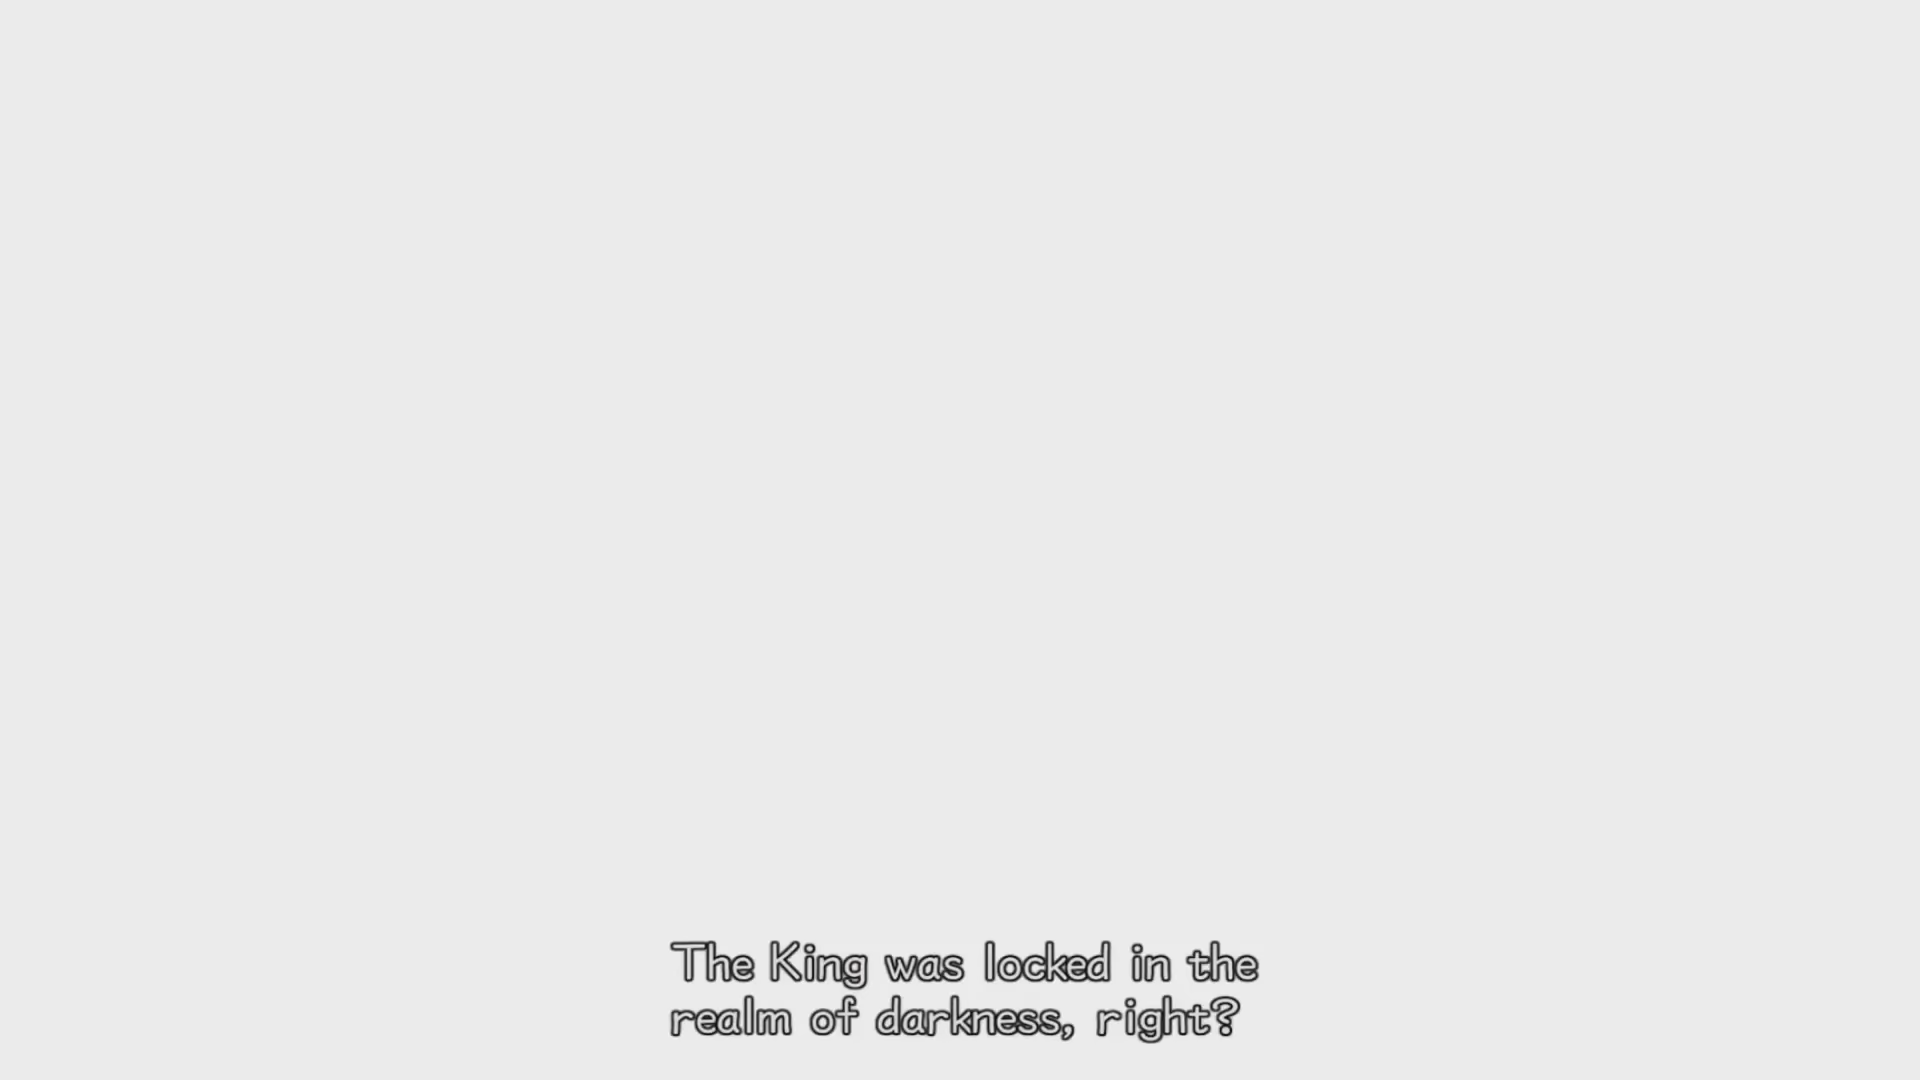 The King was locked in the
realm of darkness, right?